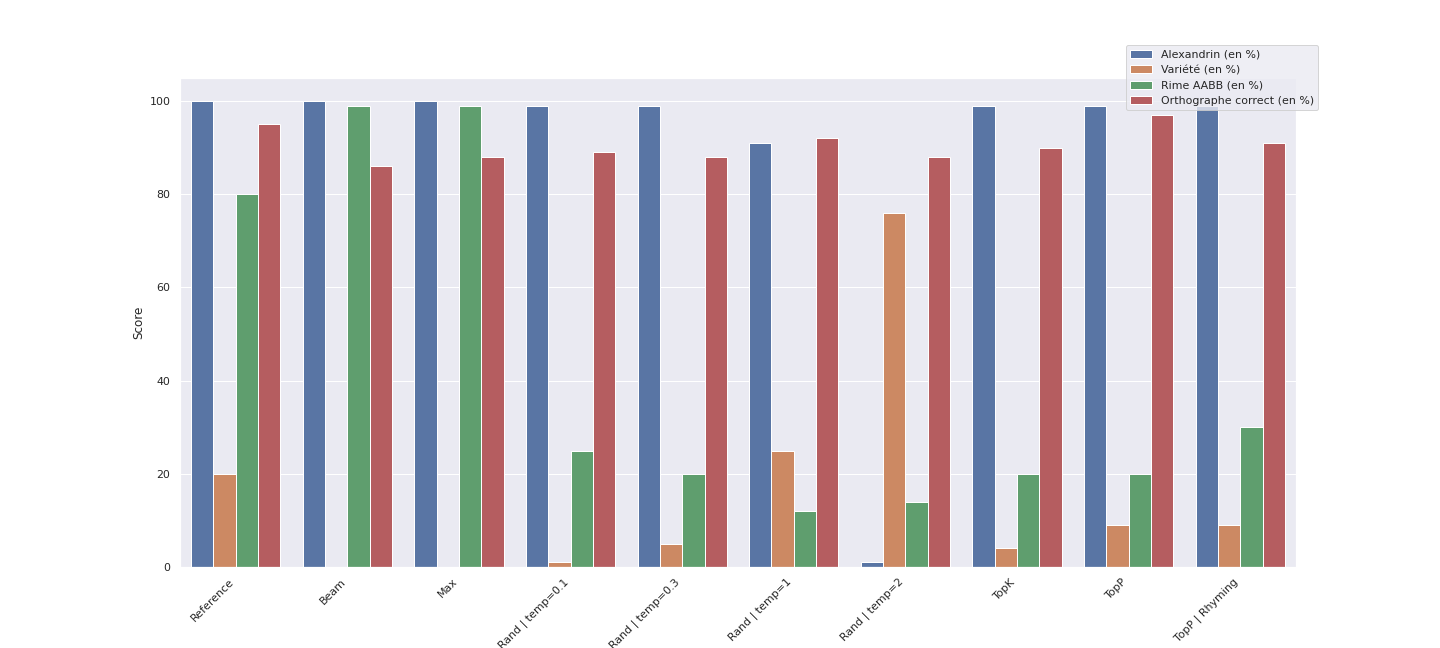 Alexandrin (en %)
Variété (en %)
Rime AABB (en %)
Orthographe correct (en %)
100
80
60
40
20
0
Score
Reference
Beam
Max
Rand | temp=0.1
Rand | temp=0.3
Rand | temp=1
Rand | temp=2
TopK
TopP
TopP | Rhyming